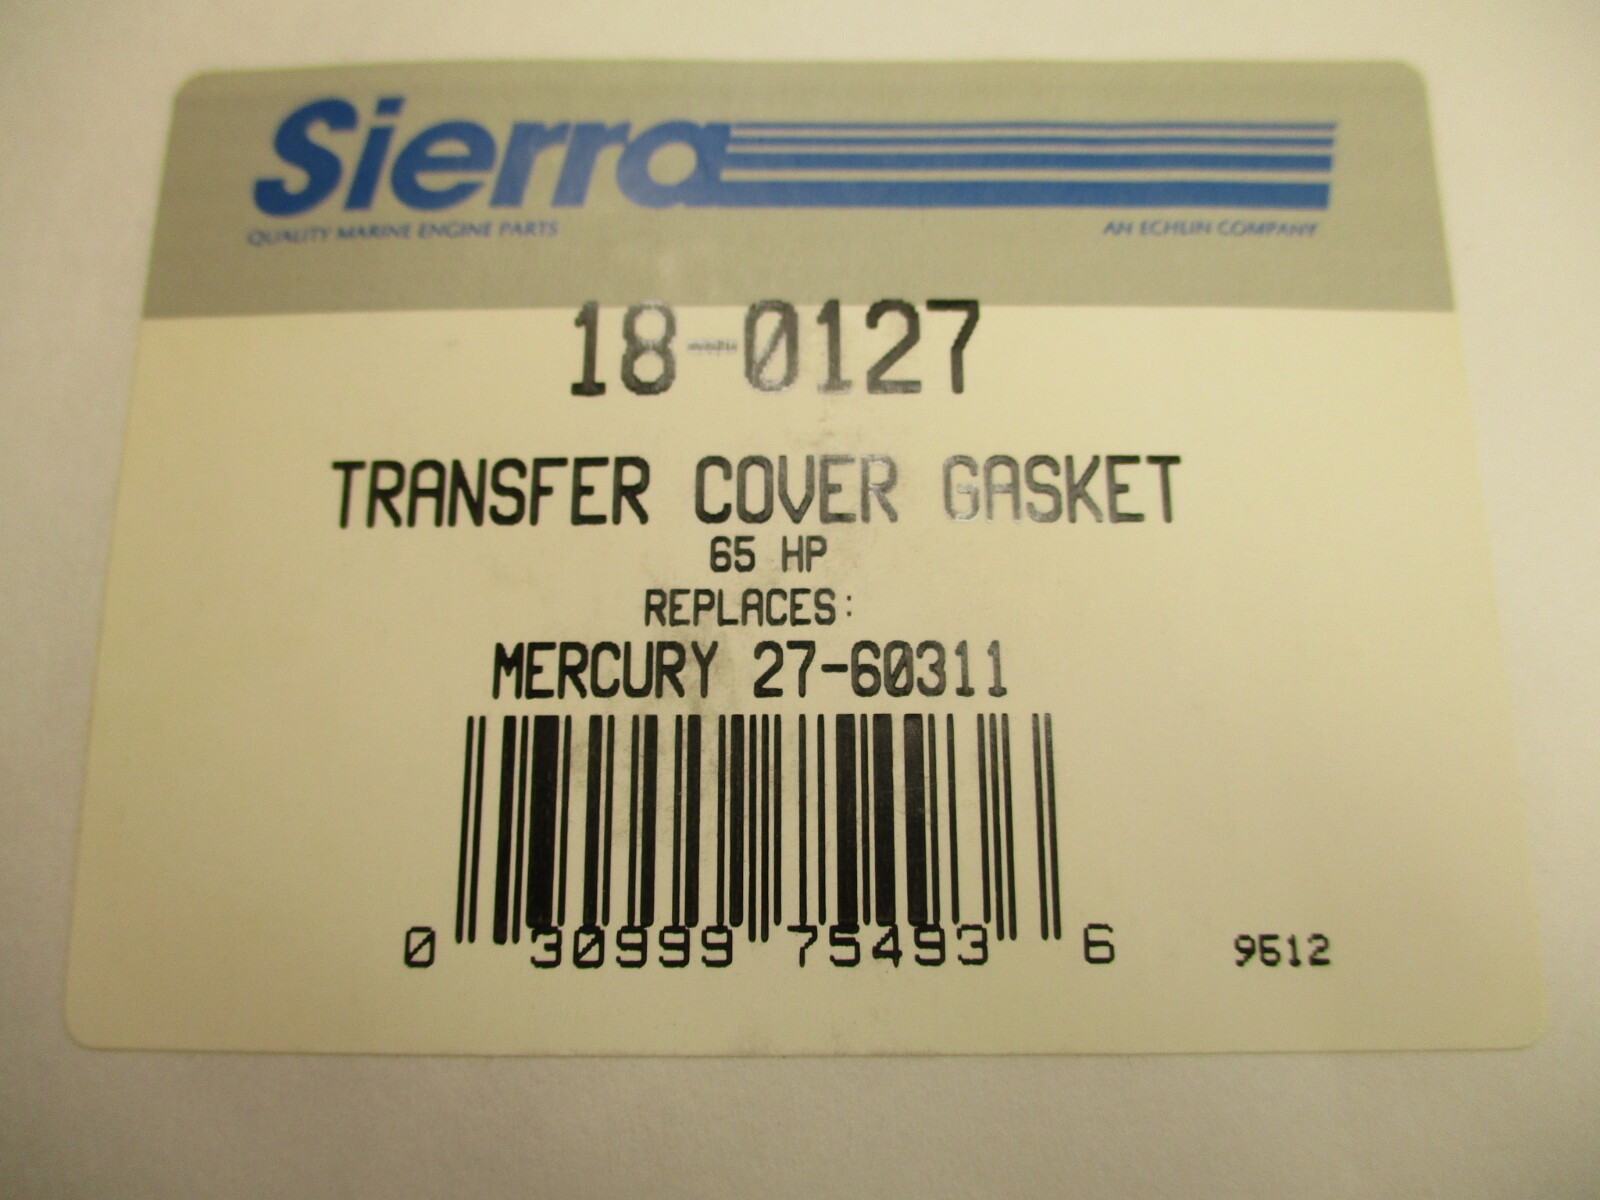 Sierra
QUALITY MARINE ENGINE PARTS AN ECHLIN COMPANY
18-0127
TRANSFER COVER GASKET
65 HP
REPLACES:
MERCURY 27-60311
0 30999 75493 6 9612